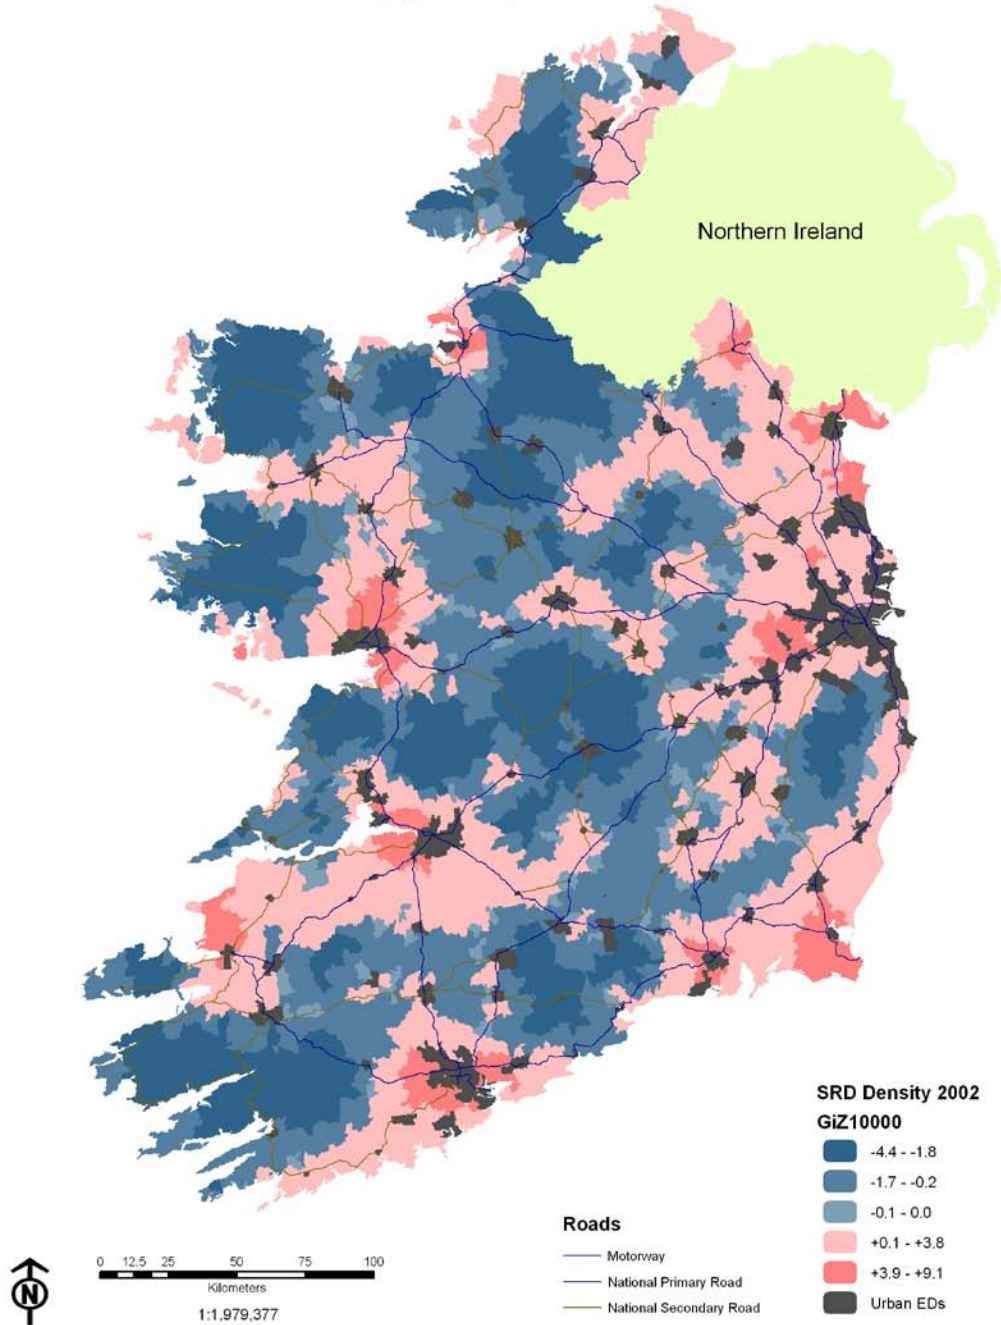 Northern Ireland
SRD Density 2002
GiZ10000
-4.4 - -1.8
-1.7 - -0.2
-0.1 - 0.0
+0.1 - +3.8
+3.9 - +9.1
Urban EDs
Roads
Motorway
National Primary Road
National Secondary Road
0 12.5 25 50 75 100
Kilometers
1:1,979,377
N